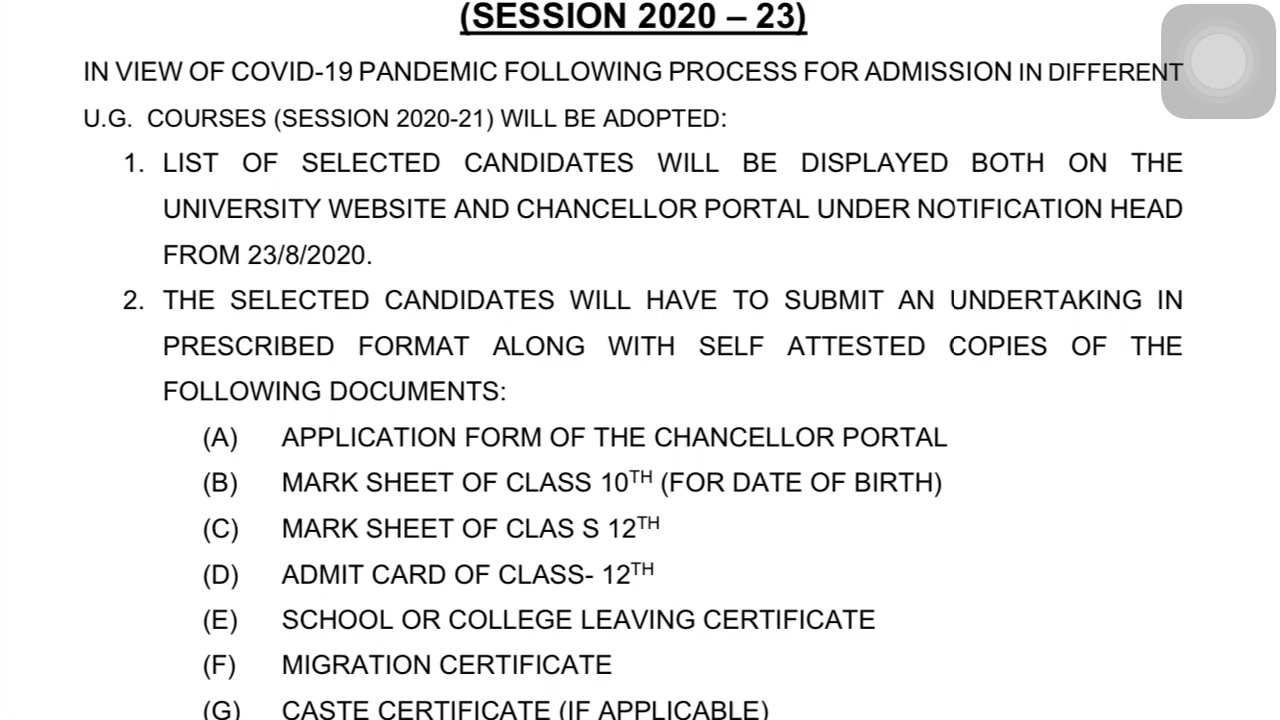 (SESSION 2020 – 23)
IN VIEW OF COVID-19 PANDEMIC FOLLOWING PROCESS FOR ADMISSION IN DIFFERENT
U.G. COURSES (SESSION 2020-21) WILL BE ADOPTED:
1. LIST OF SELECTED CANDIDATES WILL BE DISPLAYED BOTH ON THE
UNIVERSITY WEBSITE AND CHANCELLOR PORTAL UNDER NOTIFICATION HEAD
FROM 23/8/2020.
2. THE SELECTED CANDIDATES WILL HAVE TO SUBMIT AN UNDERTAKING IN
PRESCRIBED FORMAT ALONG WITH SELF ATTESTED COPIES OF THE
FOLLOWING DOCUMENTS:
(A) APPLICATION FORM OF THE CHANCELLOR PORTAL
(B) MARK SHEET OF CLASS 10TH (FOR DATE OF BIRTH)
(C) MARK SHEET OF CLAS S 12TH
(D) ADMIT CARD OF CLASS- 12TH
(E) SCHOOL OR COLLEGE LEAVING CERTIFICATE
(F) MIGRATION CERTIFICATE
(G) CASTE CERTIFICATE (IF APPLICABLE)